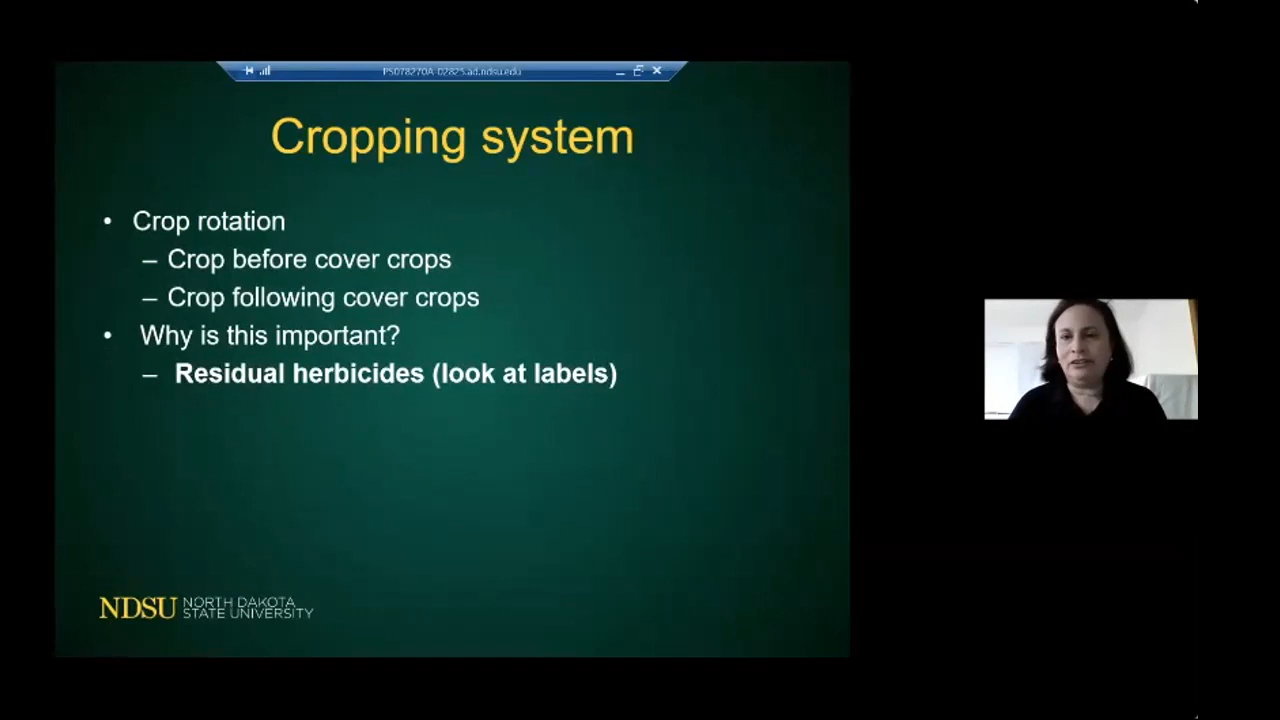 PS078270A-02825.ad.ndsu.edu
Cropping system
• Crop rotation
– Crop before cover crops
– Crop following cover crops
• Why is this important?
– Residual herbicides (look at labels)
NDSU NORTH DAKOTA
STATE UNIVERSITY